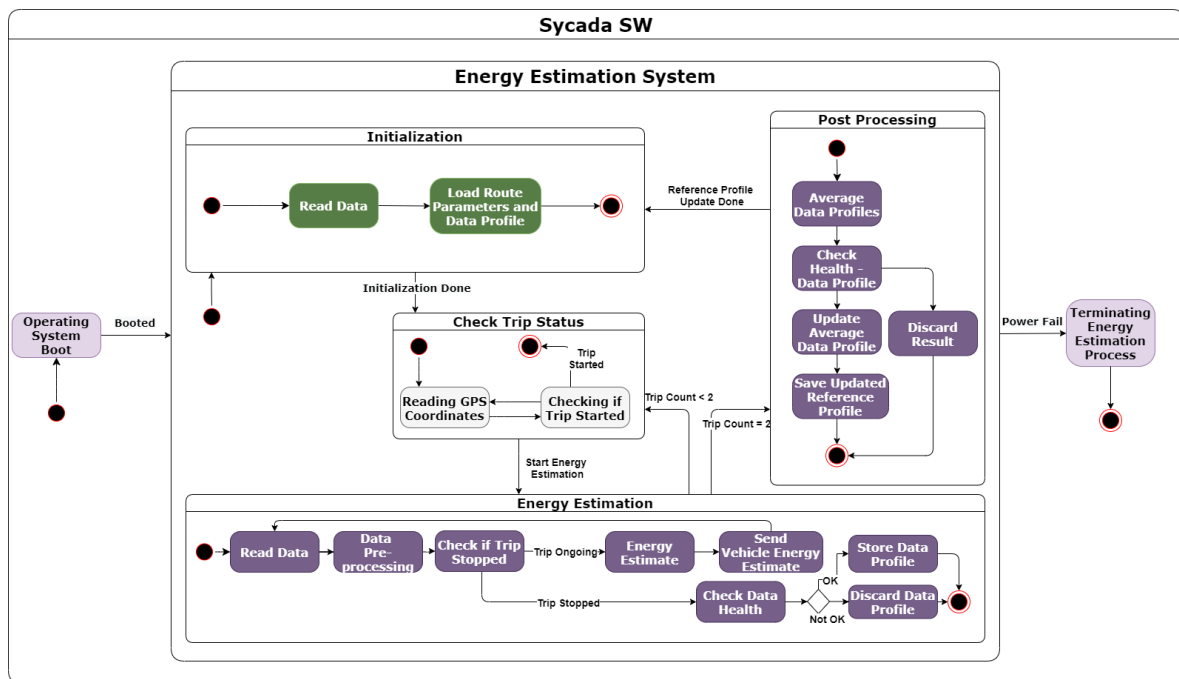 Sycada SW
Energy Estimation System
Initialization
Read Data
Load Route
Parameters and
Data Profile
Reference Profile
Update Done
Post Processing
Average
Data Profiles
Check
Health -
Data Profile
Update
Average
Data Profile
Discard
Result
Save Updated
Reference
Profile
Operating
System
Boot
Booted
Initialization Done
Check Trip Status
Trip
Started
Reading GPS
Coordinates
Checking if
Trip Started
Trip Count < 2
Trip Count = 2
Power Fail
Terminating
Energy
Estimation
Process
Start Energy
Estimation
Energy Estimation
Read Data
Data
Pre-
processing
Check if Trip
Stopped
Trip Ongoing
Energy
Estimate
Send
Vehicle Energy
Estimate
Trip Stopped
Check Data
Health
OK
Not OK
Store Data
Profile
Discard Data
Profile